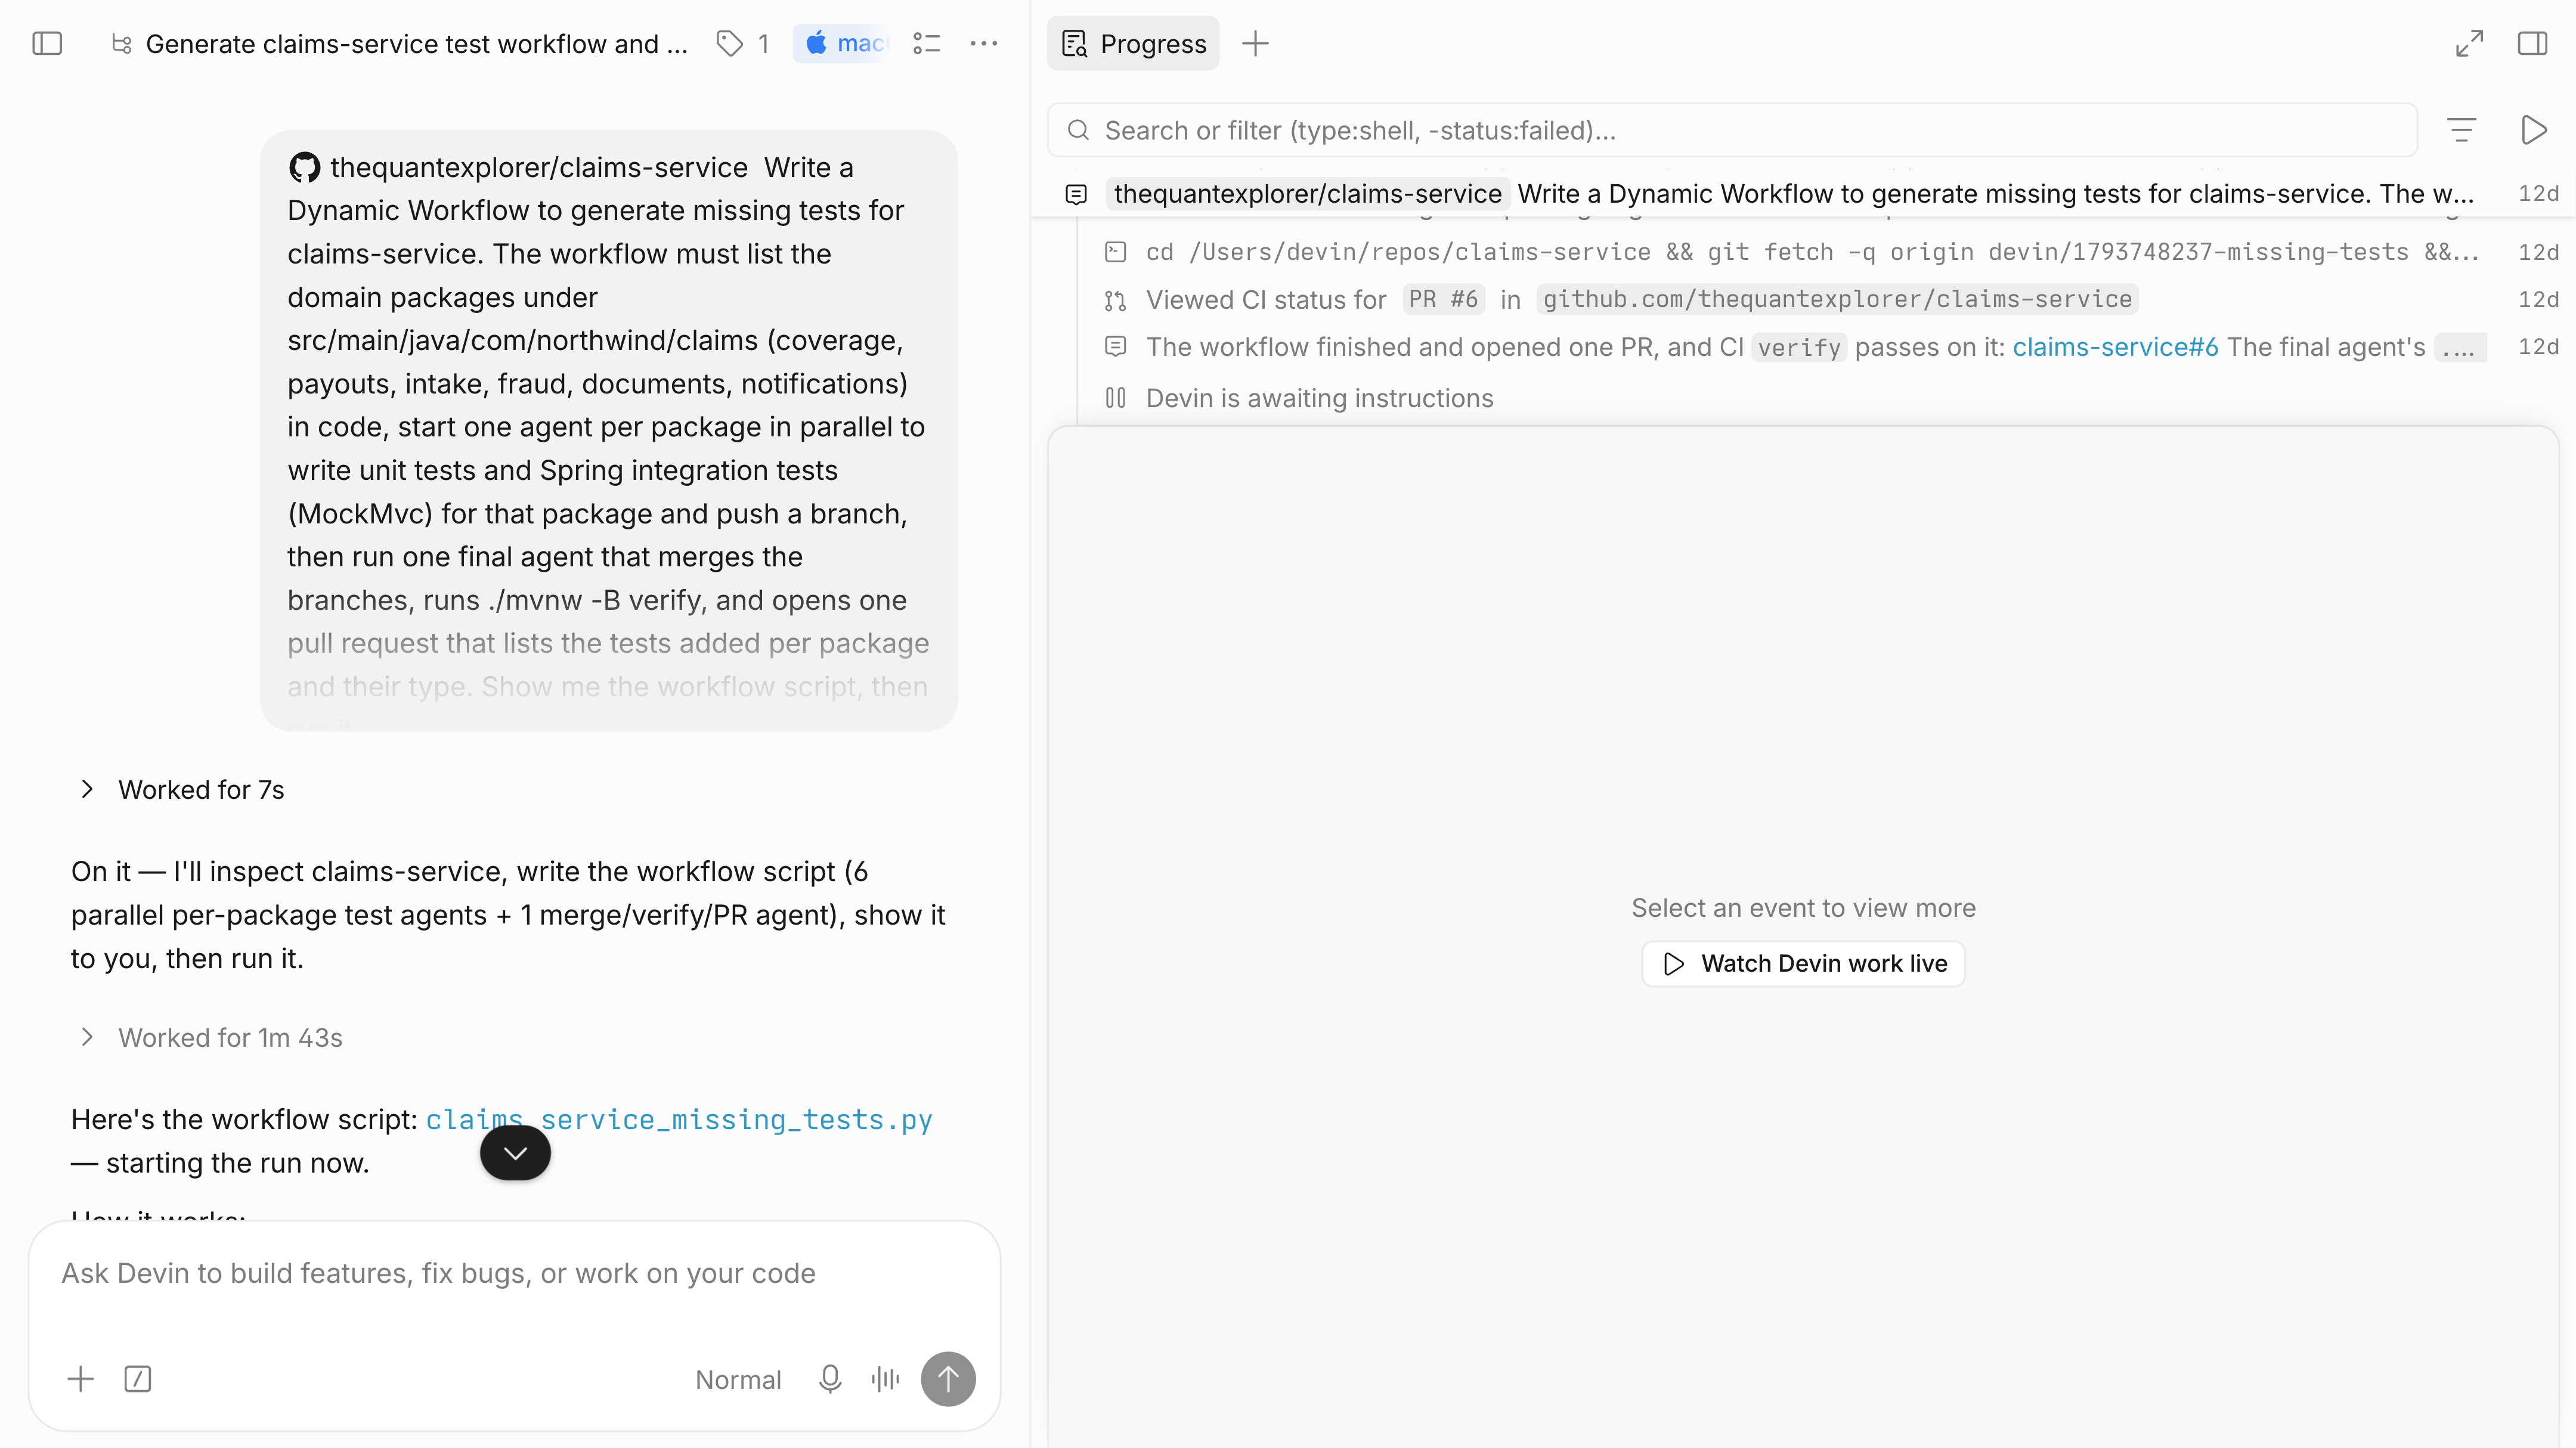 Generate claims-service test workflow and ...
1
mac
thequantexplorer/claims-service Write a
Dynamic Workflow to generate missing tests for
claims-service. The workflow must list the
domain packages under
src/main/java/com/northwind/claims (coverage,
payouts, intake, fraud, documents, notifications)
in code, start one agent per package in parallel to
write unit tests and Spring integration tests
(MockMvc) for that package and push a branch,
then run one final agent that merges the
branches, runs ./mvnw -B verify, and opens one
pull request that lists the tests added per package
and their type. Show me the workflow script, then
Worked for 7s
On it — I'll inspect claims-service, write the workflow script (6
parallel per-package test agents + 1 merge/verify/PR agent), show it
to you, then run it.
Worked for 1m 43s
Here's the workflow script: claims_service_missing_tests.py
— starting the run now.
How it works:
Ask Devin to build features, fix bugs, or work on your code
Normal
Progress
Search or filter (type:shell, -status:failed)...
thequantexplorer/claims-service Write a Dynamic Workflow to generate missing tests for claims-service. The w... 12d
cd /Users/devin/repos/claims-service && git fetch -q origin devin/1793748237-missing-tests &&... 12d
Viewed CI status for PR #6 in github.com/thequantexplorer/claims-service 12d
The workflow finished and opened one PR, and CI verify passes on it: claims-service#6 The final agent's .... 12d
Devin is awaiting instructions
Select an event to view more
Watch Devin work live